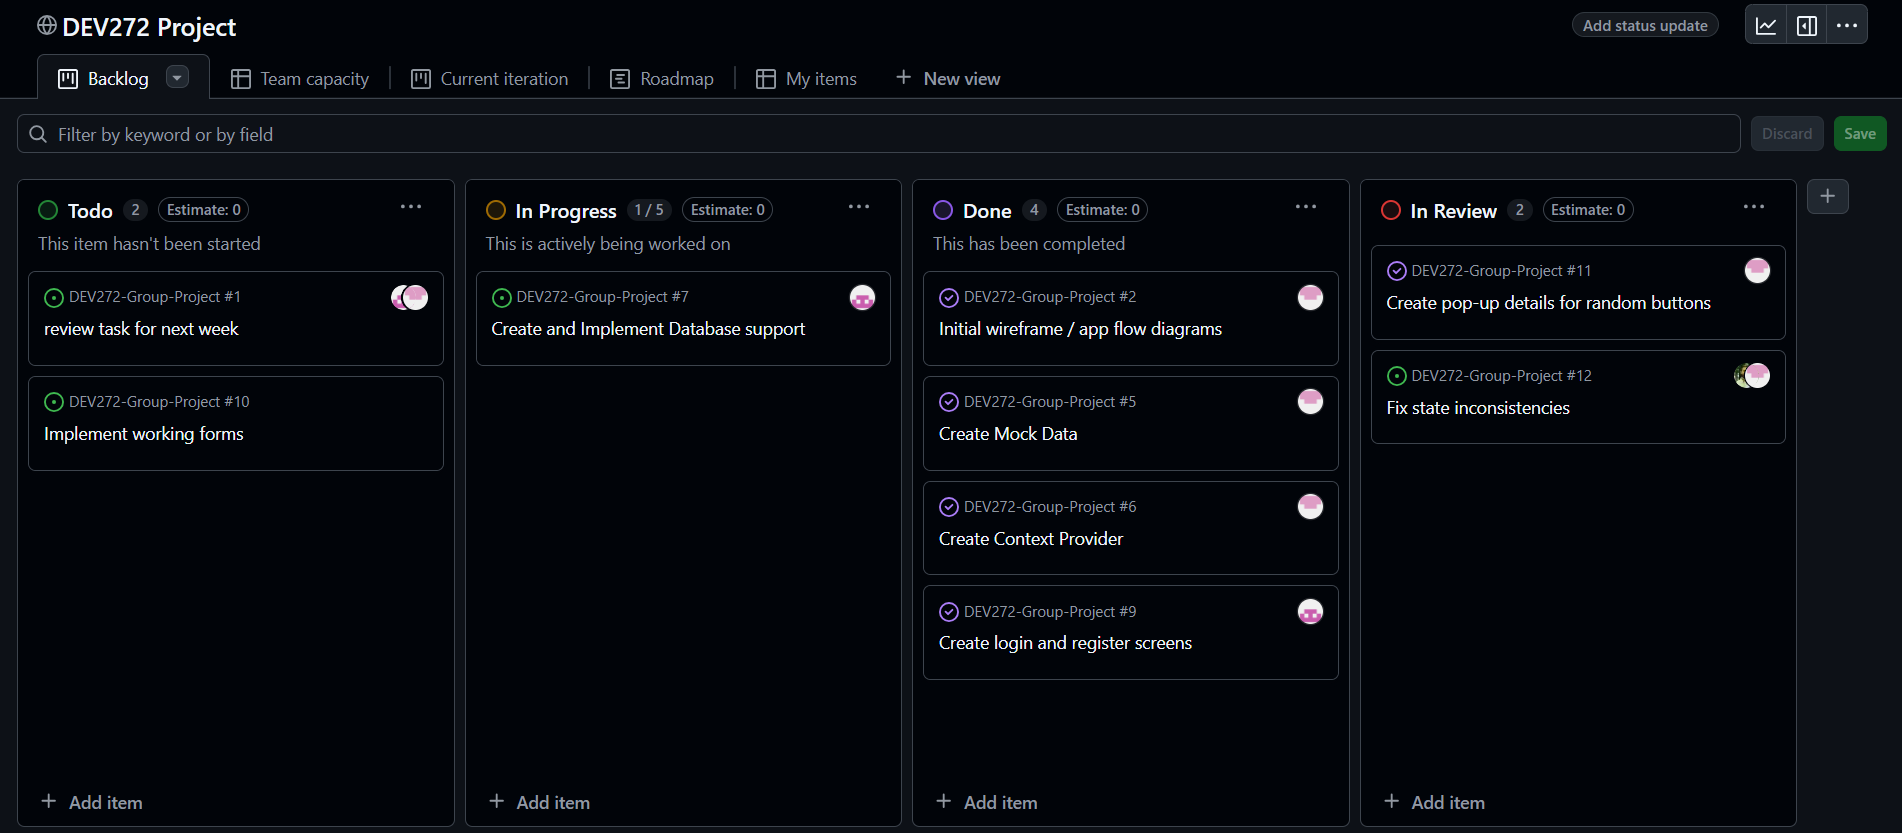 DEV272 Project
Add status update
Backlog
Team capacity
Current iteration
Roadmap
My items
New view
Filter by keyword or by field
Discard
Save
Todo 2 Estimate: 0
This item hasn't been started
DEV272-Group-Project #1
review task for next week
DEV272-Group-Project #10
Implement working forms
Add item
In Progress 1 / 5 Estimate: 0
This is actively being worked on
DEV272-Group-Project #7
Create and Implement Database support
Add item
Done 4 Estimate: 0
This has been completed
DEV272-Group-Project #2
Initial wireframe / app flow diagrams
DEV272-Group-Project #5
Create Mock Data
DEV272-Group-Project #6
Create Context Provider
DEV272-Group-Project #9
Create login and register screens
Add item
In Review 2 Estimate: 0
DEV272-Group-Project #11
Create pop-up details for random buttons
DEV272-Group-Project #12
Fix state inconsistencies
Add item